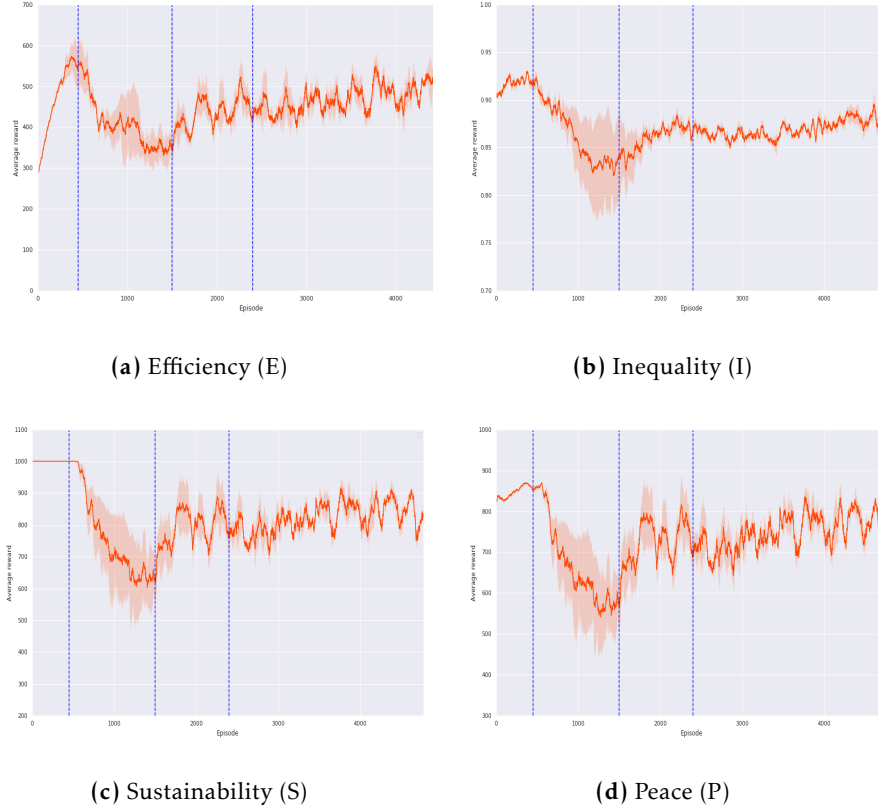 700
600
500
400
300
200
100
0
Average reward
0 1000 2000 3000 4000
Episode
(a) Efficiency (E)
1.00
0.95
0.90
0.85
0.80
0.75
0.70
Average reward
0 1000 2000 3000 4000
Episode
(b) Inequality (I)
1100
1000
900
800
700
600
500
400
300
200
Average reward
0 1000 2000 3000 4000
Episode
(c) Sustainability (S)
1000
900
800
700
600
500
400
300
Average reward
0 1000 2000 3000 4000
Episode
(d) Peace (P)